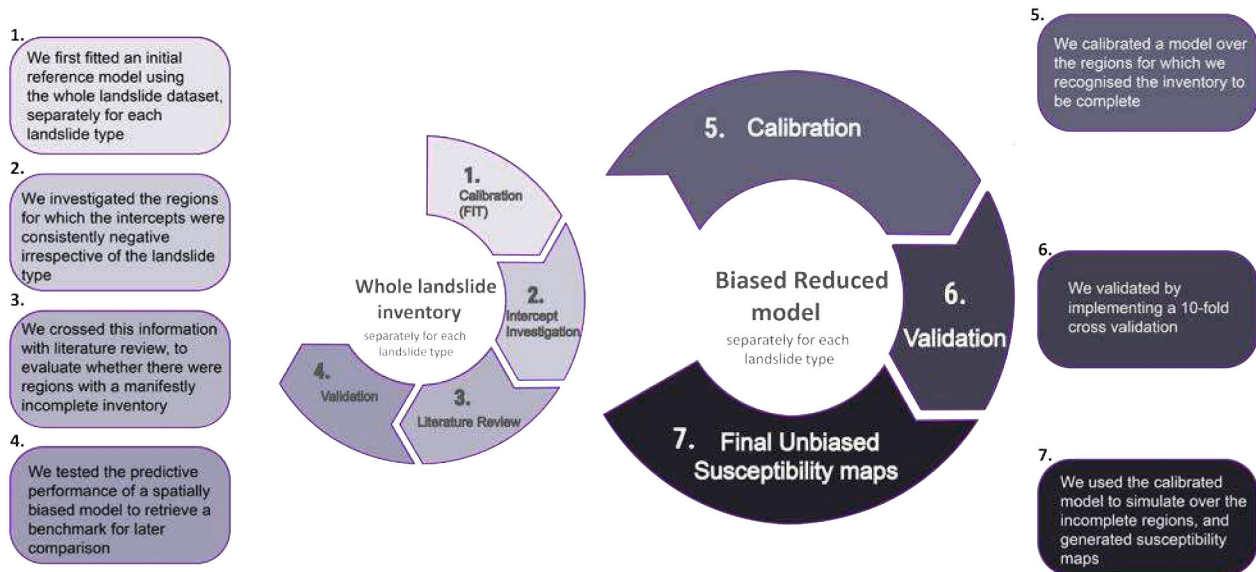 1.
We first fitted an initial
reference model using
the whole landslide dataset,
separately for each
landslide type
2.
We investigated the regions
for which the intercepts were
consistently negative
irrespective of the landslide
type
3.
We crossed this information
with literature review, to
evaluate whether there were
regions with a manifestly
incomplete inventory
4.
We tested the predictive
performance of a spatially
biased model to retrieve a
benchmark for later
comparison
1.
Calibration
(FIT)
2.
Intercept
Investigation
3.
Literature Review
4.
Validation
Whole landslide
inventory
separately for each
landslide type
5. Calibration
6.
Validation
7. Final Unbiased
Susceptibility maps
Biased Reduced
model
separately for each
landslide type
5.
We calibrated a model over
the regions for which we
recognised the inventory to
be complete
6.
We validated by
implementing a 10-fold
cross validation
7.
We used the calibrated
model to simulate over the
incomplete regions, and
generated susceptibility
maps